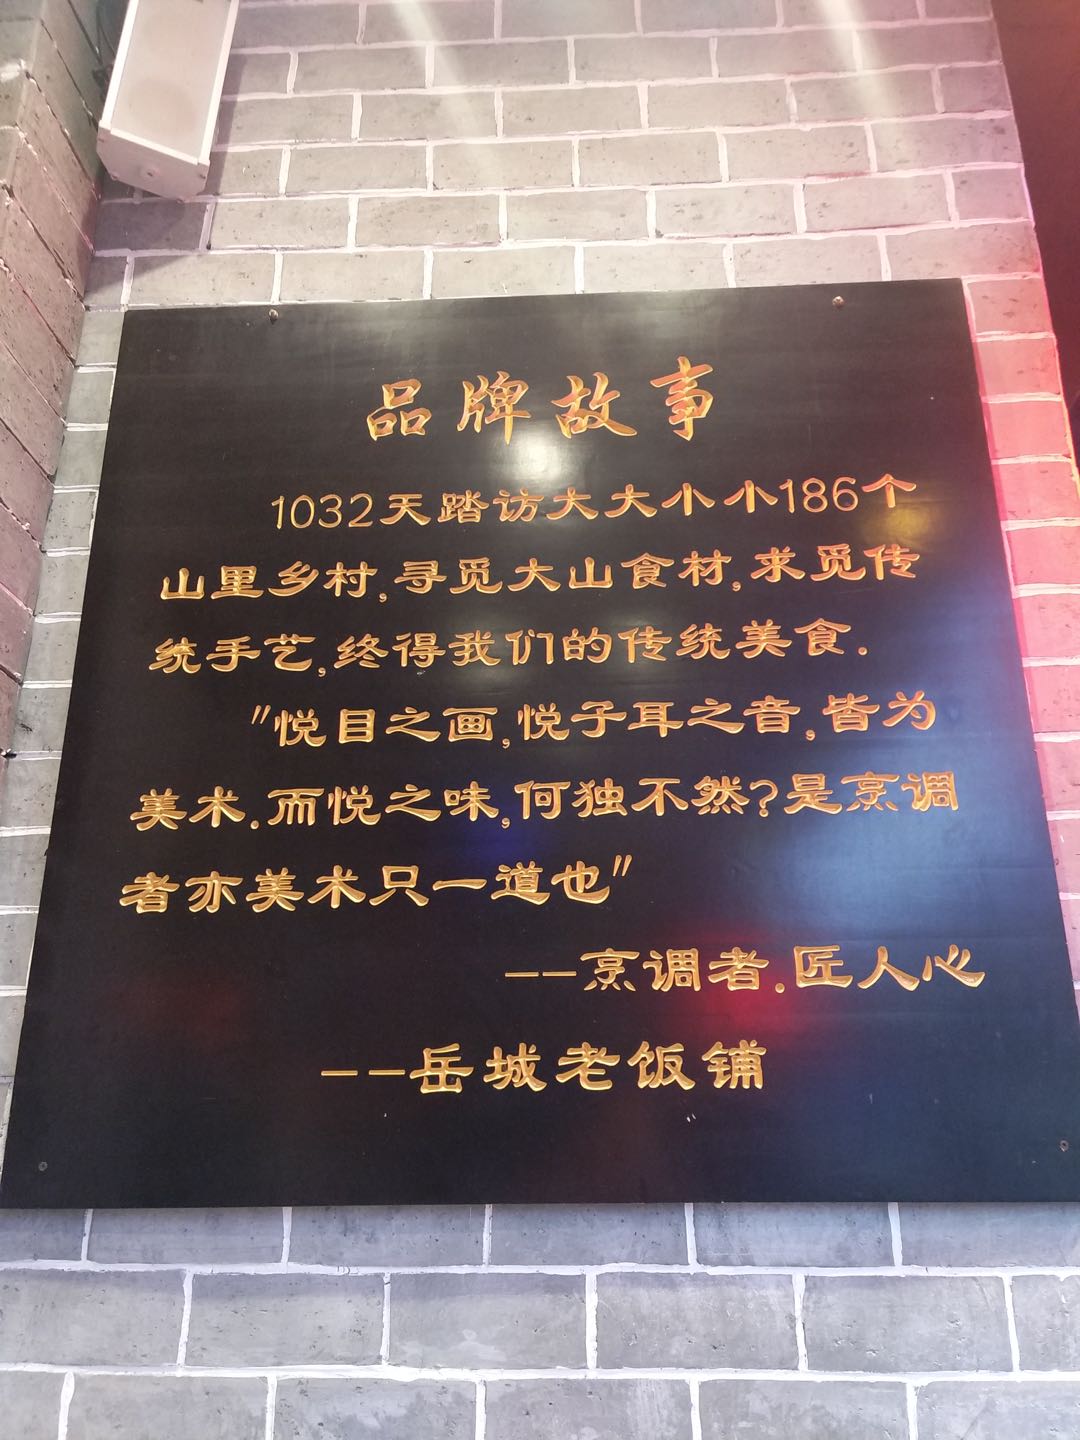 品牌故事
1032天踏访大大小小186个
山里乡村,寻觅大山食材,求觅传
统手艺,终得我们的传统美食.
"悦目之画,悦子耳之音,皆为
美术.而悦之味,何独不然?是烹调
者亦美术只一道也"
--烹调者.匠人心
--岳城老饭铺